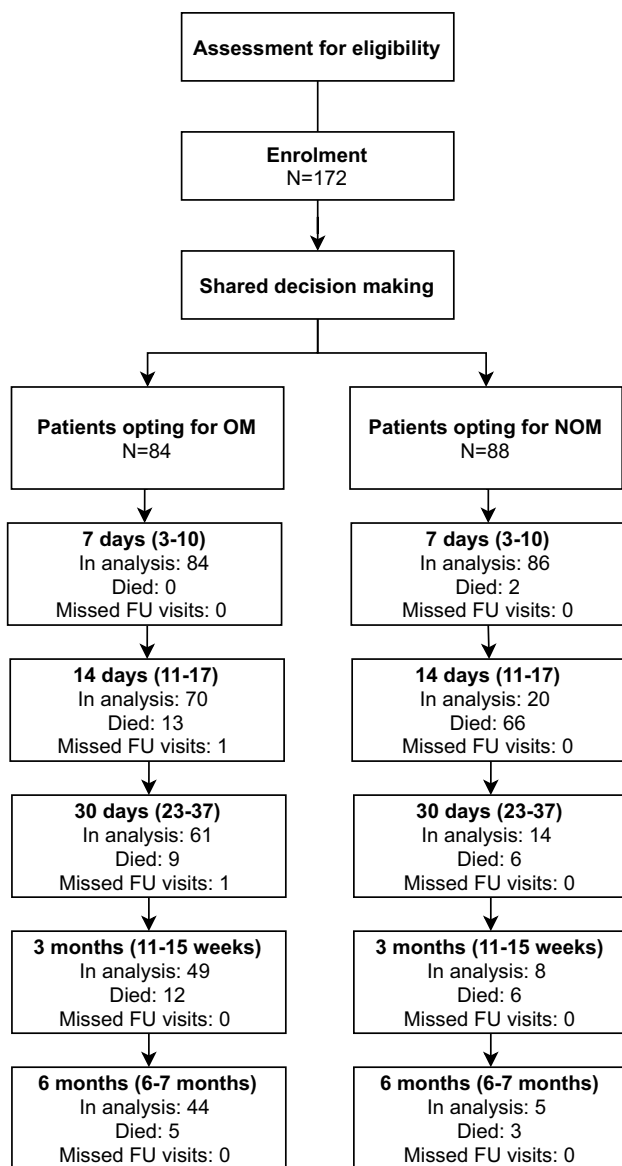 Assessment for eligibility
Enrolment
N=172
Shared decision making
Patients opting for OM
N=84
Patients opting for NOM
N=88
7 days (3-10)
In analysis: 84
Died: 0
Missed FU visits: 0
7 days (3-10)
In analysis: 86
Died: 2
Missed FU visits: 0
14 days (11-17)
In analysis: 70
Died: 13
Missed FU visits: 1
14 days (11-17)
In analysis: 20
Died: 66
Missed FU visits: 0
30 days (23-37)
In analysis: 61
Died: 9
Missed FU visits: 1
30 days (23-37)
In analysis: 14
Died: 6
Missed FU visits: 0
3 months (11-15 weeks)
In analysis: 49
Died: 12
Missed FU visits: 0
3 months (11-15 weeks)
In analysis: 8
Died: 6
Missed FU visits: 0
6 months (6-7 months)
In analysis: 44
Died: 5
Missed FU visits: 0
6 months (6-7 months)
In analysis: 5
Died: 3
Missed FU visits: 0